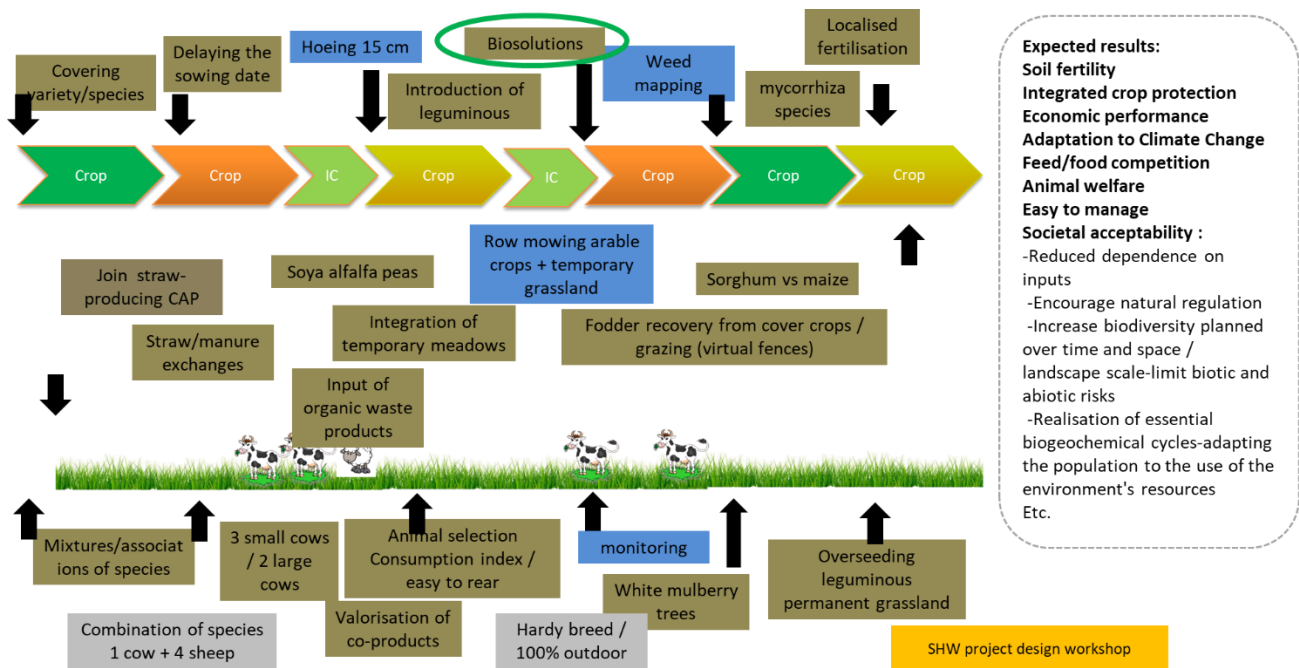 Covering
variety/species
Delaying the
sowing date
Hoeing 15 cm
Introduction of
leguminous
Biosolutions
Weed
mapping
mycorrhiza
species
Localised
fertilisation
Crop
Crop
IC
Crop
IC
Crop
Crop
Crop
Join straw-
producing CAP
Straw/manure
exchanges
Soya alfalfa peas
Integration of
temporary meadows
Input of
organic waste
products
Row mowing arable
crops + temporary
grassland
Sorghum vs maize
Fodder recovery from cover crops /
grazing (virtual fences)
Mixtures/associat
ions of species
3 small cows
/ 2 large
cows
Animal selection
Consumption index /
easy to rear
Valorisation of
co-products
monitoring
White mulberry
trees
Overseeding
leguminous
permanent grassland
Combination of species
1 cow + 4 sheep
Hardy breed /
100% outdoor
SHW project design workshop
Expected results:
Soil fertility
Integrated crop protection
Economic performance
Adaptation to Climate Change
Feed/food competition
Animal welfare
Easy to manage
Societal acceptability :
-Reduced dependence on
inputs
-Encourage natural regulation
-Increase biodiversity planned
over time and space /
landscape scale-limit biotic and
abiotic risks
-Realisation of essential
biogeochemical cycles-adapting
the population to the use of the
environment's resources
Etc.